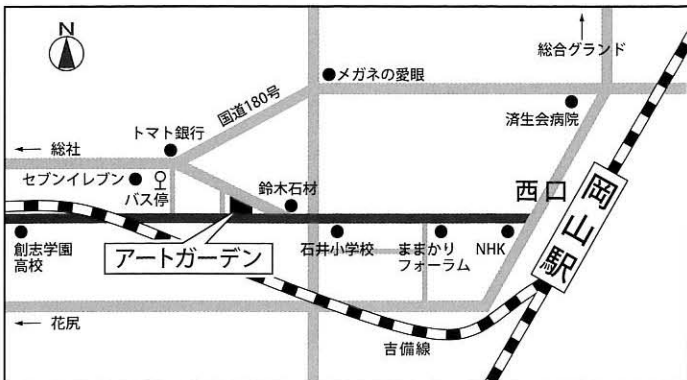 N
↑
総合グランド
メガネの愛眼
国道180号
済生会病院
トマト銀行
← 総社
セブンイレブン
バス停
鈴木石材
西口
岡山駅
創志学園
高校
アートガーデン
石井小学校
ままかり
フォーラム
NHK
← 花尻
吉備線